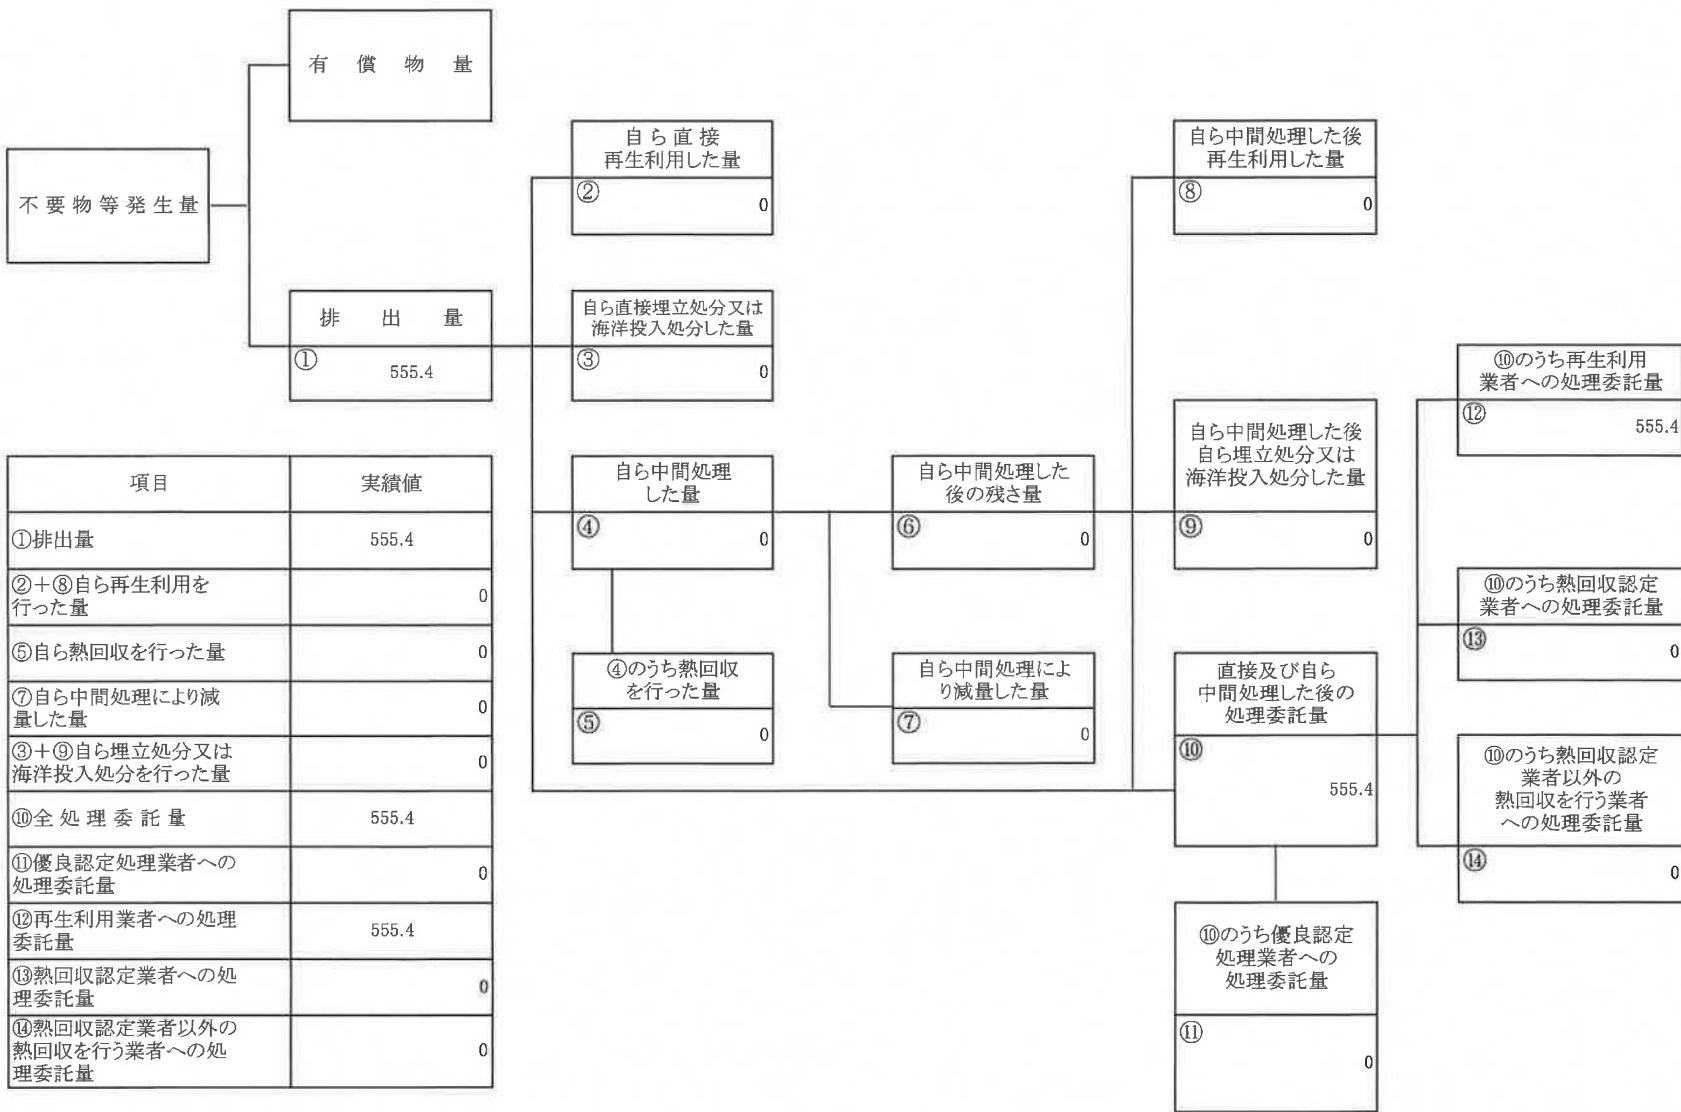 有償物量
不要物等発生量
排出量
① 555.4
自ら直接
再生利用した量
② 0
自ら直接埋立処分又は
海洋投入処分した量
③ 0
自ら中間処理
した量
④ 0
④のうち熱回収
を行った量
⑤ 0
自ら中間処理した
後の残さ量
⑥ 0
自ら中間処理によ
り減量した量
⑦ 0
自ら中間処理した後
再生利用した量
⑧ 0
自ら中間処理した後
自ら埋立処分又は
海洋投入処分した量
⑨ 0
直接及び自ら
中間処理した後の
処理委託量
⑩
555.4
⑩のうち優良認定
処理業者への
処理委託量
⑪
0
⑩のうち再生利用
業者への処理委託量
⑫ 555.4
⑩のうち熱回収認定
業者への処理委託量
⑬ 0
⑩のうち熱回収認定
業者以外の
熱回収を行う業者
への処理委託量
⑭ 0
項目 実績値
①排出量 555.4
②+⑧自ら再生利用を
行った量 0
⑤自ら熱回収を行った量 0
⑦自ら中間処理により減
量した量 0
③+⑨自ら埋立処分又は
海洋投入処分を行った量 0
⑩全処理委託量 555.4
⑪優良認定処理業者への
処理委託量 0
⑫再生利用業者への処理
委託量 555.4
⑬熱回収認定業者への処
理委託量 0
⑭熱回収認定業者以外の
熱回収を行う業者への処
理委託量 0